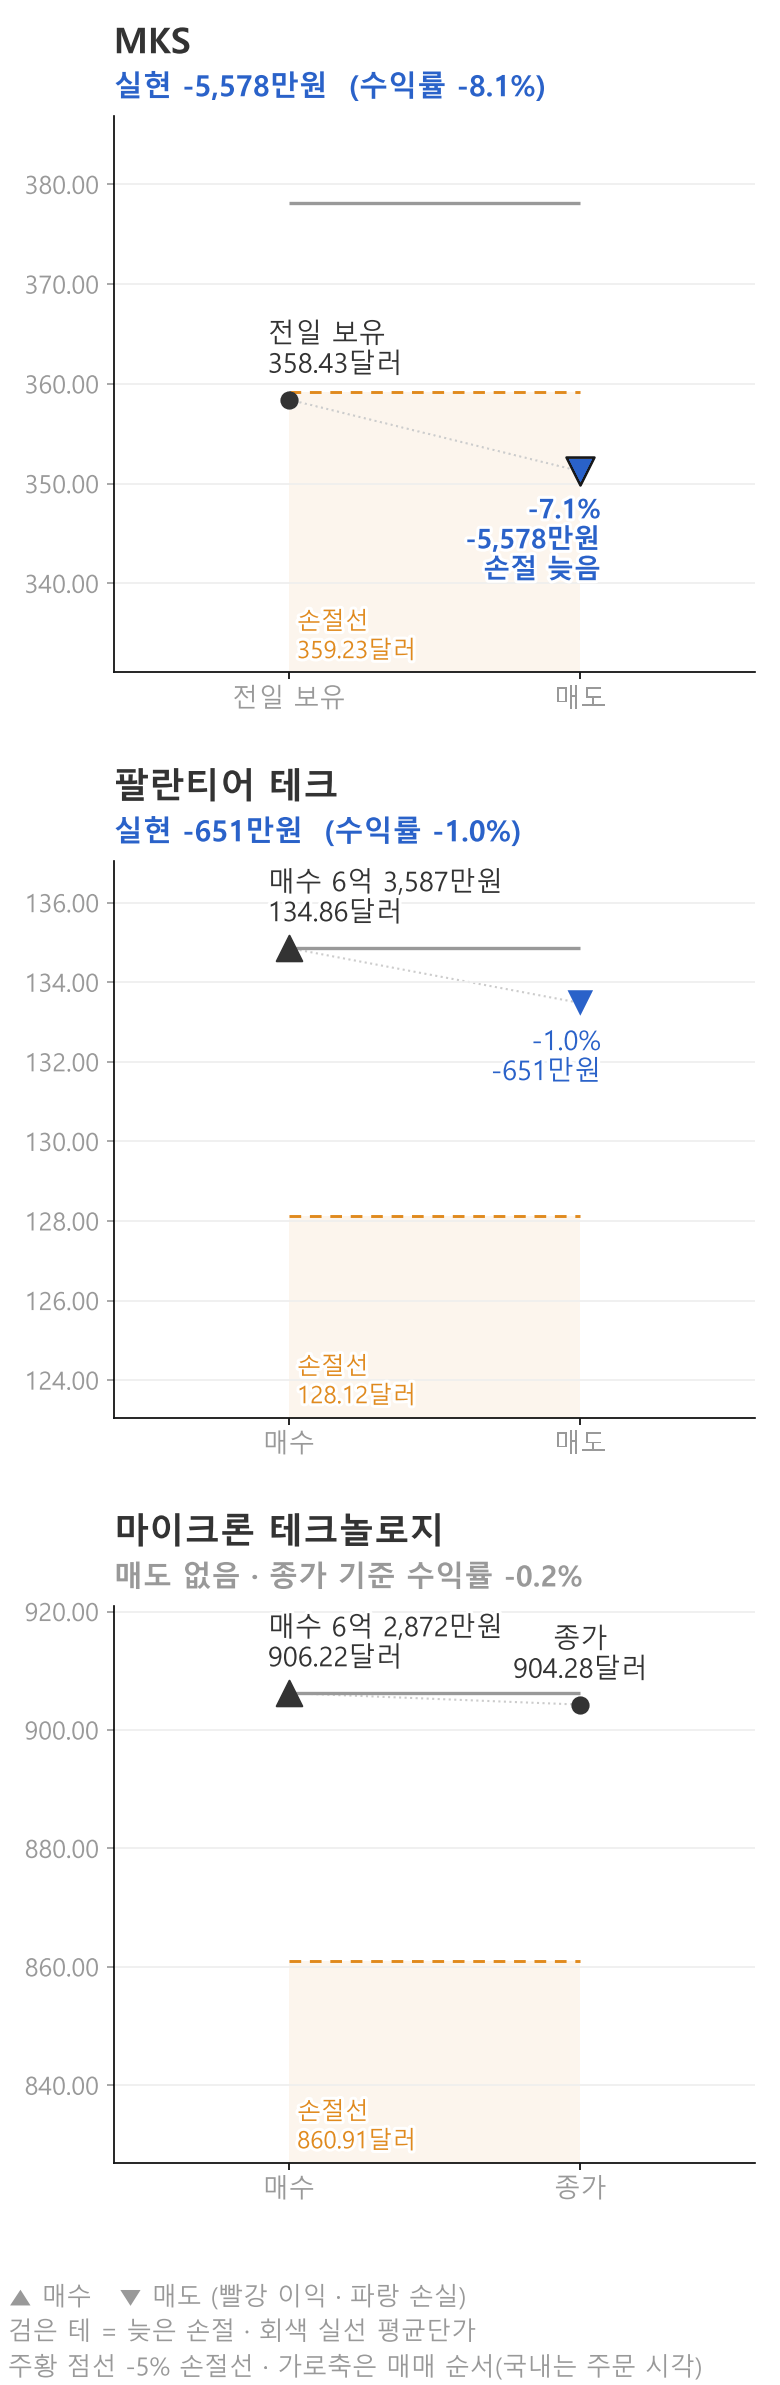 MKS
실현 -5,578만원 (수익률 -8.1%)
380.00
370.00
전일 보유
358.43달러
360.00
350.00
-7.1%
-5,578만원
손절 늦음
340.00
손절선
359.23달러
전일 보유 매도
팔란티어 테크
실현 -651만원 (수익률 -1.0%)
매수 6억 3,587만원
136.00
134.86달러
134.00
-1.0%
132.00
-651만원
130.00
128.00
126.00
손절선
124.00
128.12달러
매수 매도
마이크론 테크놀로지
매도 없음 · 종가 기준 수익률 -0.2%
920.00
매수 6억 2,872만원
종가
906.22달러
904.28달러
900.00
880.00
860.00
840.00
손절선
860.91달러
매수 종가
▲ 매수 ▼ 매도 (빨강 이익 · 파랑 손실)
검은 테 = 늦은 손절 · 회색 실선 평균단가
주황 점선 -5% 손절선 · 가로축은 매매 순서(국내는 주문 시각)